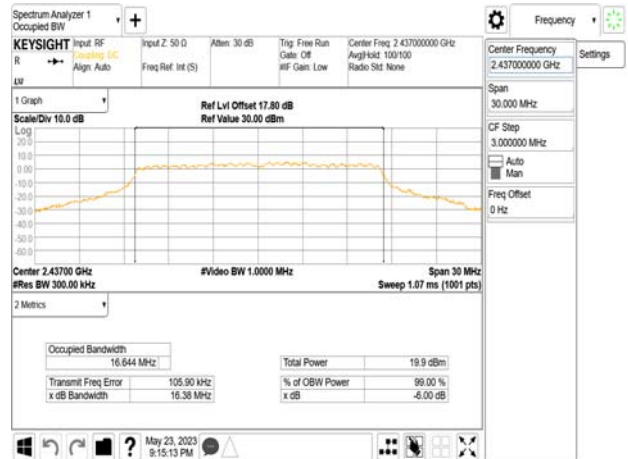 Spectrum Analyzer 1
Occupied BW
Frequency
KEYSIGHT Input: RF Input Z: 50 Ω Atten: 30 dB Trig: Free Run Center Freq: 2.437000000 GHz
R Coupling: DC Gate: Off Avg|Hold: 100/100
Align: Auto Freq Ref: Int (S) #IF Gain: Low Radio Std: None
LXI
Center Frequency
2.437000000 GHz
Settings
Span
30.000 MHz
CF Step
3.000000 MHz
Auto
Man
Freq Offset
0 Hz
1 Graph
Ref Lvl Offset 17.80 dB
Scale/Div 10.0 dB Ref Value 30.00 dBm
Log
20.0
10.0
0.00
-10.0
-20.0
-30.0
-40.0
-50.0
-60.0
Center 2.43700 GHz #Video BW 1.0000 MHz Span 30 MHz
#Res BW 300.00 kHz Sweep 1.07 ms (1001 pts)
2 Metrics
Occupied Bandwidth
16.644 MHz Total Power 19.9 dBm
Transmit Freq Error 105.90 kHz % of OBW Power 99.00 %
x dB Bandwidth 16.38 MHz x dB -6.00 dB
May 23, 2023
9:15:13 PM